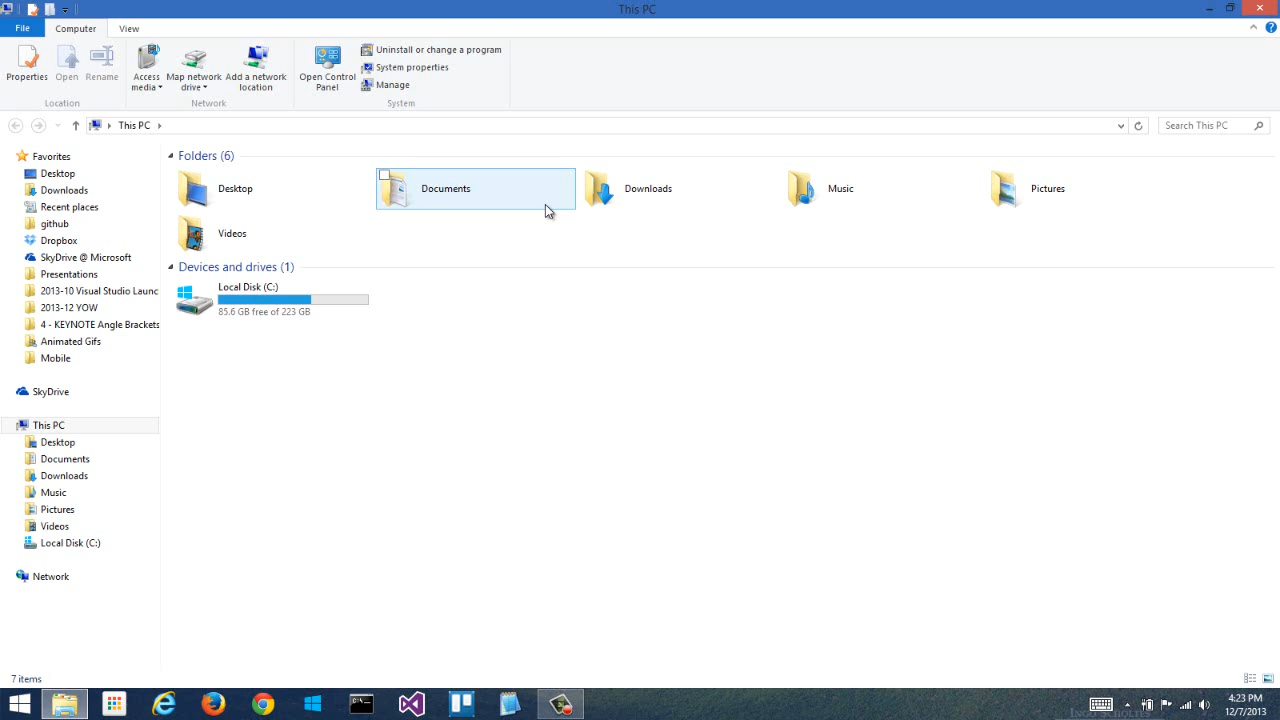 This PC
File
Computer
View
Properties
Open
Rename
Location
Access media
Map network drive
Add a network location
Network
Open Control Panel
Uninstall or change a program
System properties
Manage
System
This PC
Search This PC
Favorites
Desktop
Downloads
Recent places
github
Dropbox
SkyDrive @ Microsoft
Presentations
2013-10 Visual Studio Launc
2013-12 YOW
4 - KEYNOTE Angle Brackets
Animated Gifs
Mobile
SkyDrive
This PC
Desktop
Documents
Downloads
Music
Pictures
Videos
Local Disk (C:)
Network
Folders (6)
Desktop
Documents
Downloads
Music
Pictures
Videos
Devices and drives (1)
Local Disk (C:)
85.6 GB free of 223 GB
7 items
4:23 PM
12/7/2013